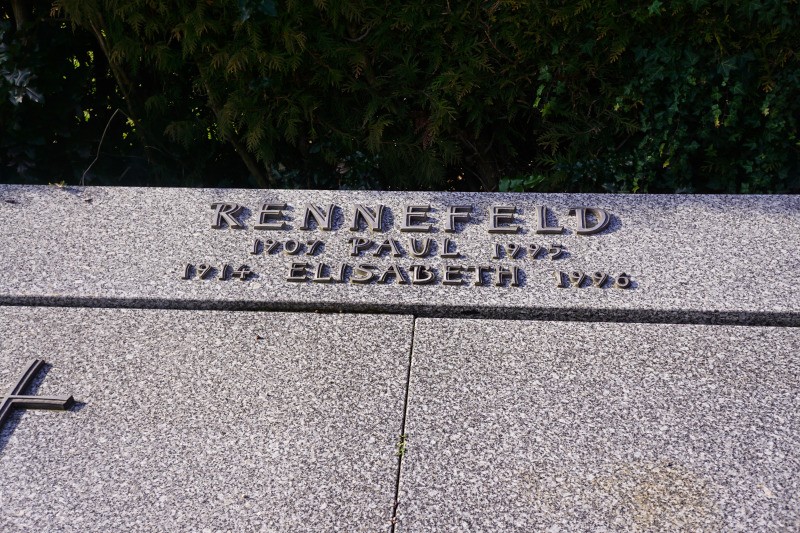 RENNEFELD
1907 PAUL 1995
1914 ELISABETH 1996